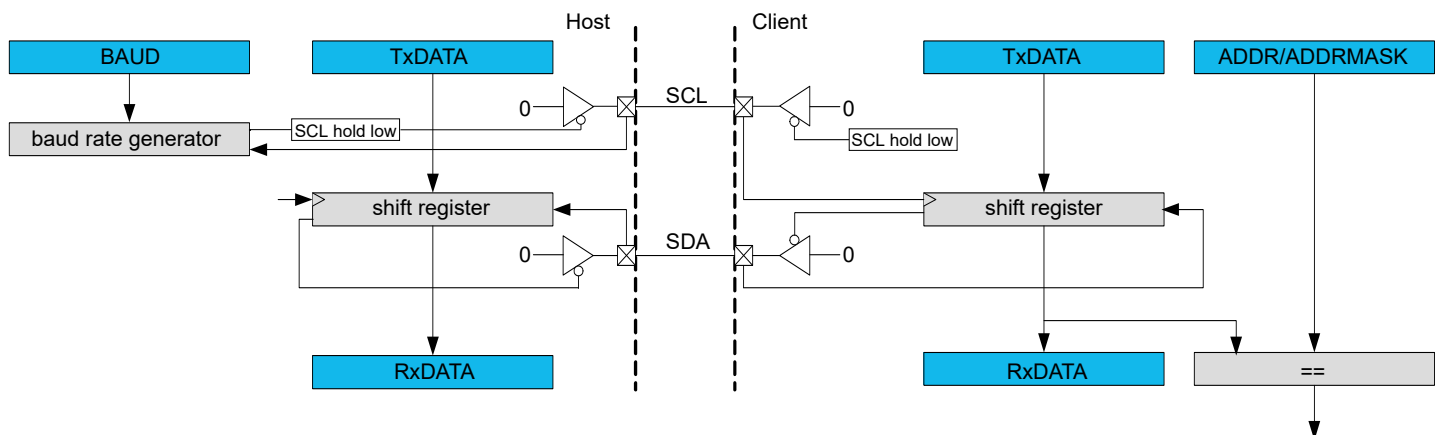 Host
Client
BAUD
TxDATA
TxDATA
ADDR/ADDRMASK
0
SCL
0
baud rate generator
SCL hold low
SCL hold low
shift register
shift register
0
SDA
0
RxDATA
RxDATA
==